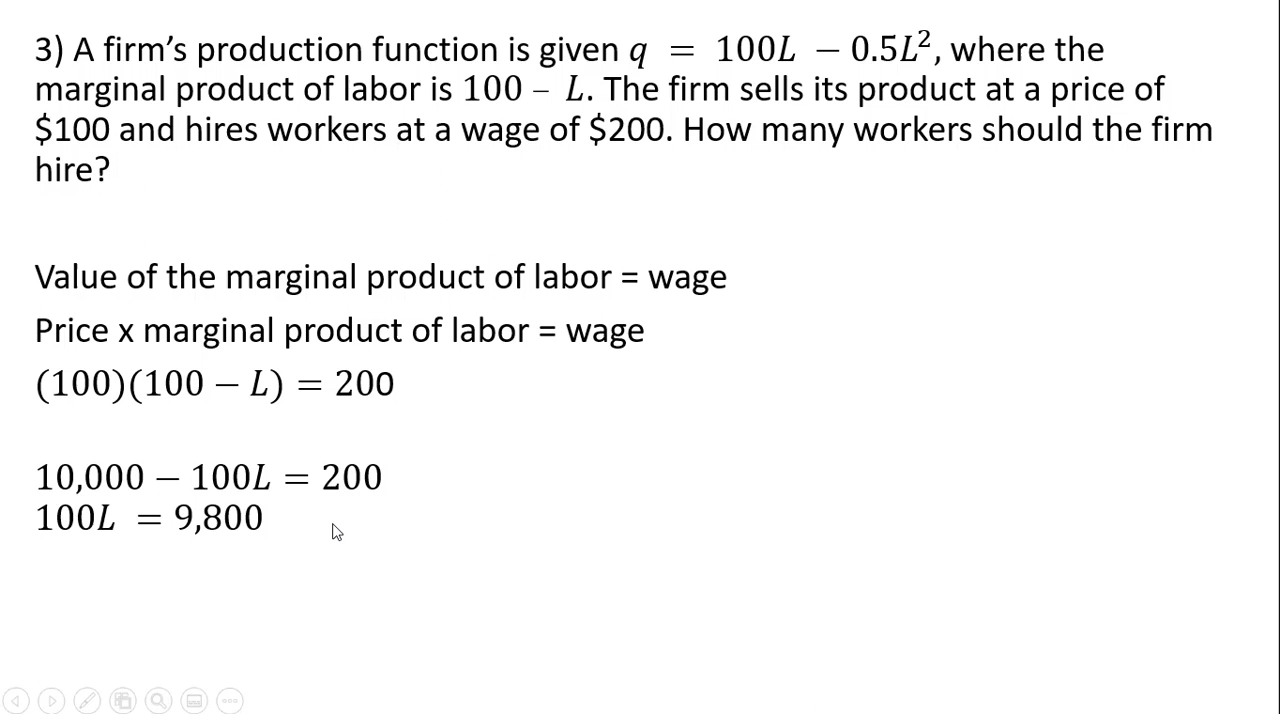 3) A firm’s production function is given 𝑞 = 100𝐿 − 0.5𝐿², where the
marginal product of labor is 100 – 𝐿. The firm sells its product at a price of
$100 and hires workers at a wage of $200. How many workers should the firm
hire?
Value of the marginal product of labor = wage
Price x marginal product of labor = wage
(100)(100 − 𝐿) = 200
10,000 − 100𝐿 = 200
100𝐿 = 9,800